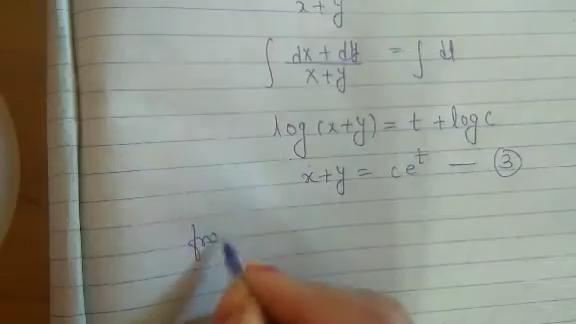 x+y
∫ dx + dy / x+y = ∫ dt
log(x+y) = t + log c
x+y = ce^t — ③